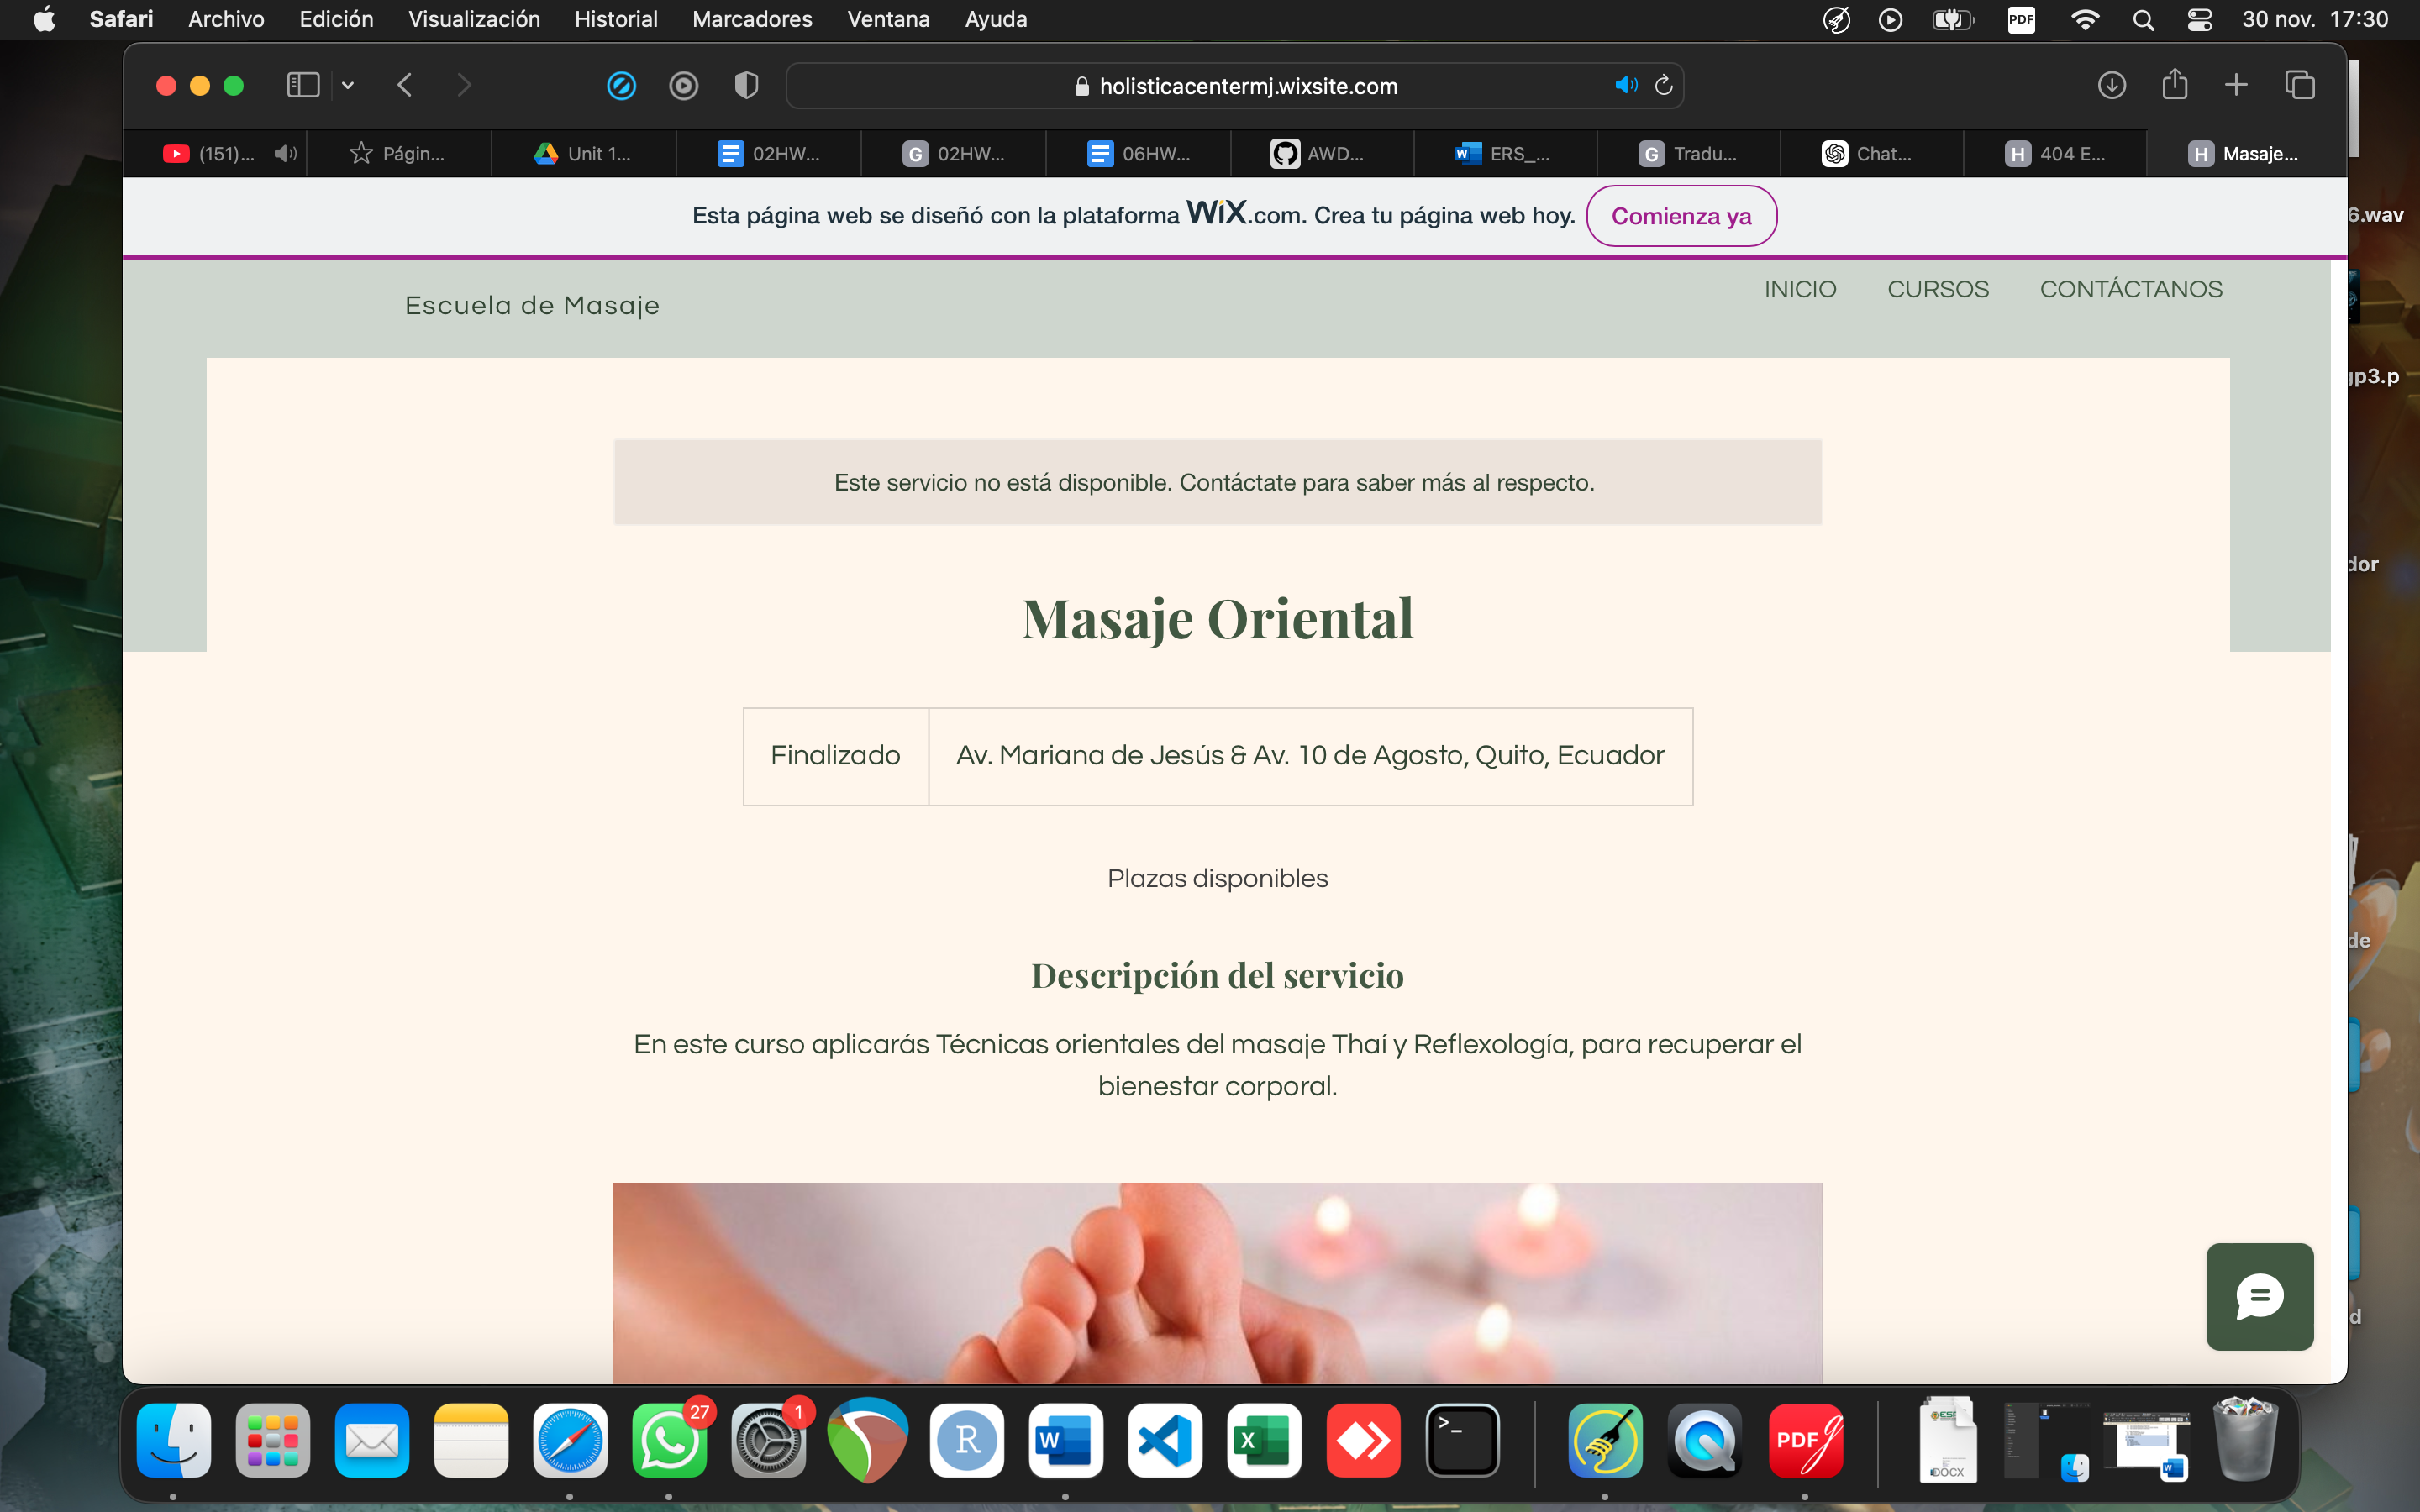 Safari Archivo Edición Visualización Historial Marcadores Ventana Ayuda
PDF
30 nov. 17:30
holisticacentermj.wixsite.com
(151)... Págin... Unit 1... G 02HW... 02HW... 06HW... AWD... W ERS_... G Tradu... Chat... H 404 E... H Masaje...
Esta página web se diseñó con la plataforma WiX.com. Crea tu página web hoy. Comienza ya
Escuela de Masaje
INICIO CURSOS CONTÁCTANOS
Este servicio no está disponible. Contáctate para saber más al respecto.
Masaje Oriental
Finalizado
Av. Mariana de Jesús & Av. 10 de Agosto, Quito, Ecuador
Plazas disponibles
Descripción del servicio
En este curso aplicarás Técnicas orientales del masaje Thaí y Reflexología, para recuperar el
bienestar corporal.
6.wav
gp3.p
dor
de
d
27
1
R
W
X
>_
PDF
DOCX
W